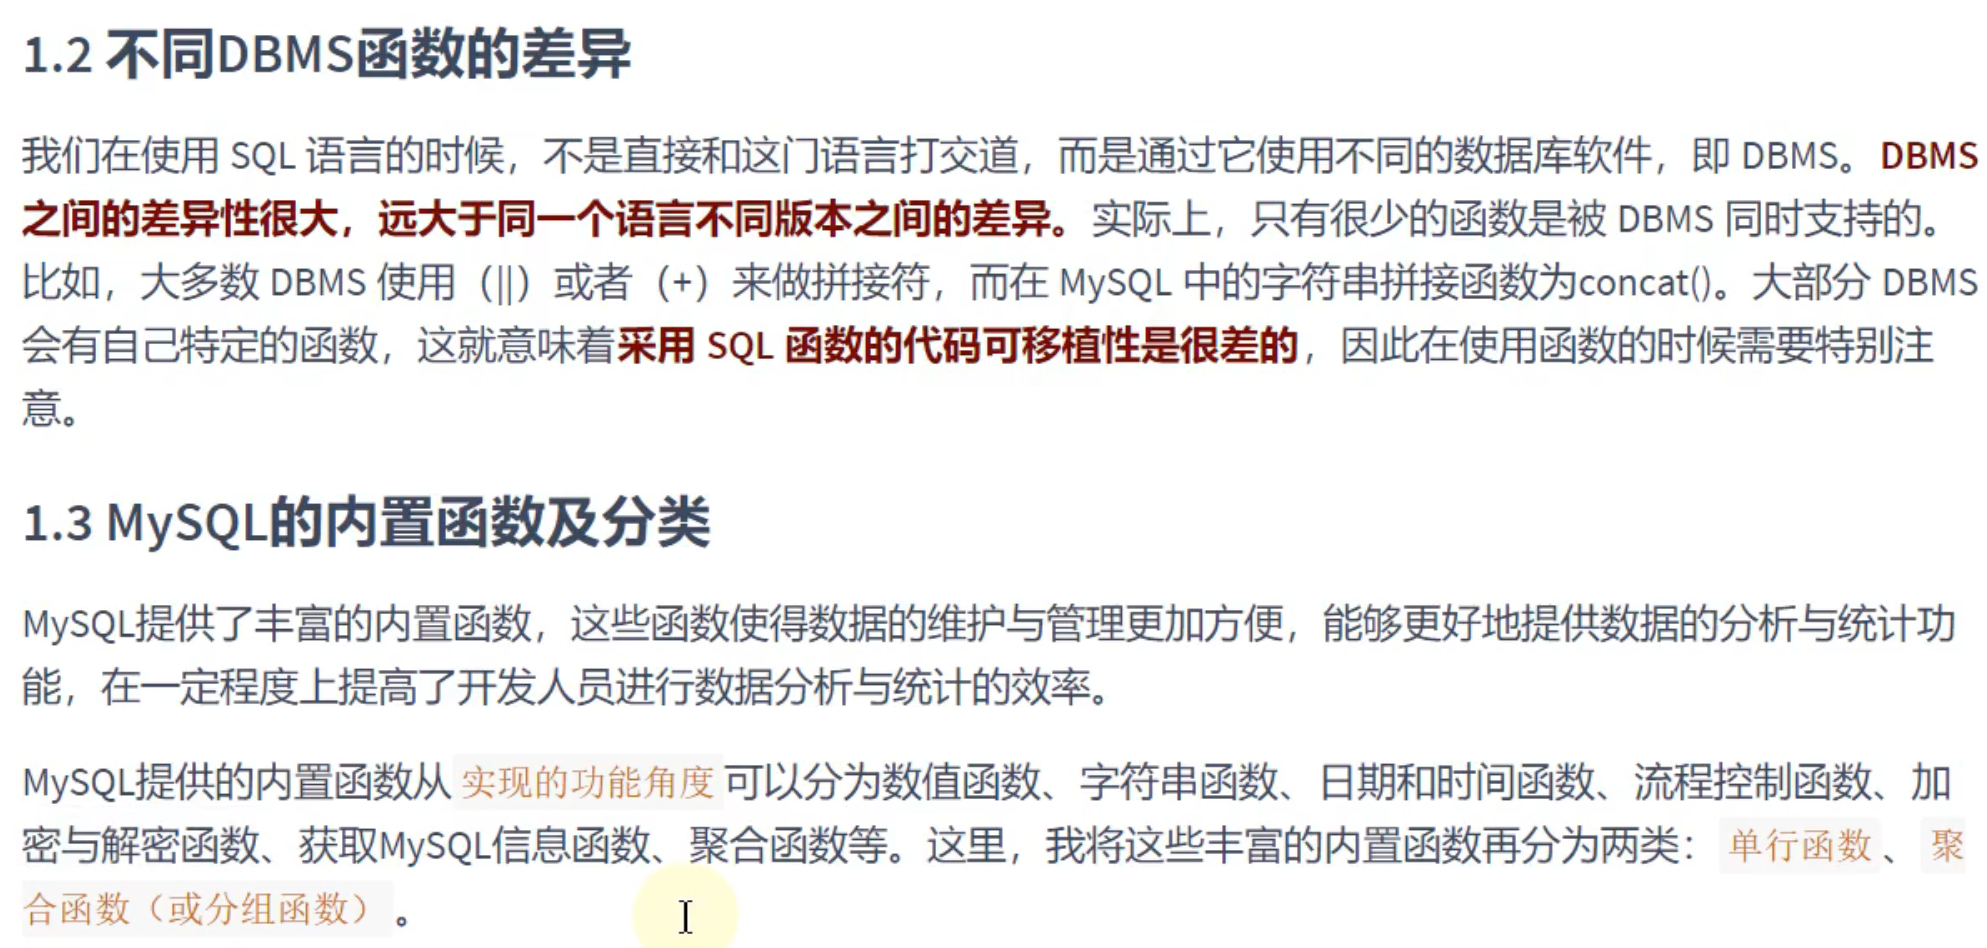 1.2 不同DBMS函数的差异
我们在使用 SQL 语言的时候，不是直接和这门语言打交道，而是通过它使用不同的数据库软件，即 DBMS。DBMS
之间的差异性很大，远大于同一个语言不同版本之间的差异。实际上，只有很少的函数是被 DBMS 同时支持的。
比如，大多数 DBMS 使用（||）或者（+）来做拼接符，而在 MySQL 中的字符串拼接函数为concat()。大部分 DBMS
会有自己特定的函数，这就意味着采用 SQL 函数的代码可移植性是很差的，因此在使用函数的时候需要特别注
意。
1.3 MySQL的内置函数及分类
MySQL提供了丰富的内置函数，这些函数使得数据的维护与管理更加方便，能够更好地提供数据的分析与统计功
能，在一定程度上提高了开发人员进行数据分析与统计的效率。
MySQL提供的内置函数从 实现的功能角度 可以分为数值函数、字符串函数、日期和时间函数、流程控制函数、加
密与解密函数、获取MySQL信息函数、聚合函数等。这里，我将这些丰富的内置函数再分为两类： 单行函数 、 聚
合函数（或分组函数） 。